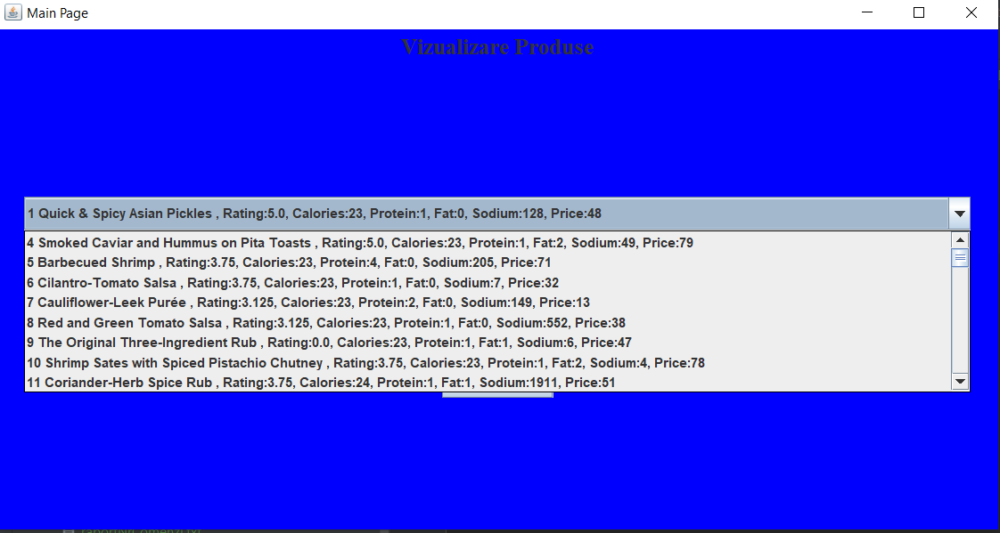 Main Page
Vizualizare Produse
1 Quick & Spicy Asian Pickles , Rating:5.0, Calories:23, Protein:1, Fat:0, Sodium:128, Price:48
4 Smoked Caviar and Hummus on Pita Toasts , Rating:5.0, Calories:23, Protein:1, Fat:2, Sodium:49, Price:79
5 Barbecued Shrimp , Rating:3.75, Calories:23, Protein:4, Fat:0, Sodium:205, Price:71
6 Cilantro-Tomato Salsa , Rating:3.75, Calories:23, Protein:1, Fat:0, Sodium:7, Price:32
7 Cauliflower-Leek Purée , Rating:3.125, Calories:23, Protein:2, Fat:0, Sodium:149, Price:13
8 Red and Green Tomato Salsa , Rating:3.125, Calories:23, Protein:1, Fat:0, Sodium:552, Price:38
9 The Original Three-Ingredient Rub , Rating:0.0, Calories:23, Protein:1, Fat:1, Sodium:6, Price:47
10 Shrimp Sates with Spiced Pistachio Chutney , Rating:3.75, Calories:23, Protein:1, Fat:2, Sodium:4, Price:78
11 Coriander-Herb Spice Rub , Rating:3.75, Calories:24, Protein:1, Fat:1, Sodium:1911, Price:51